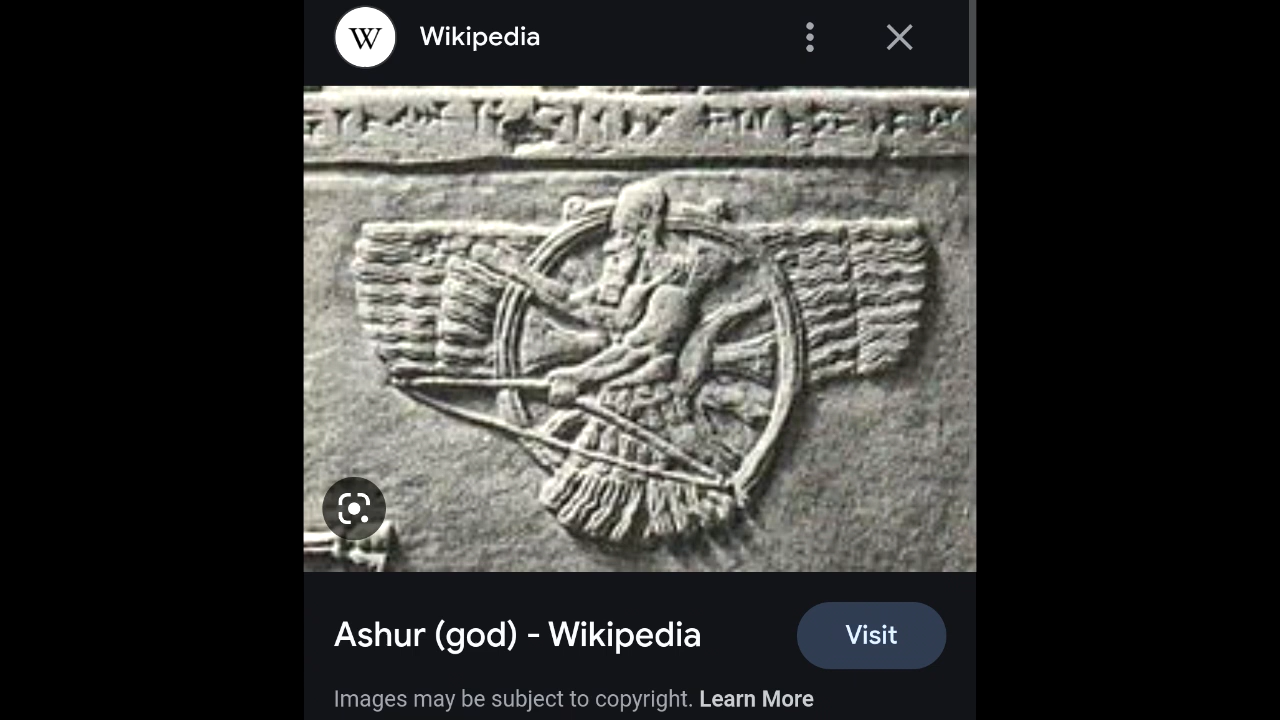 W Wikipedia
Ashur (god) - Wikipedia
Visit
Images may be subject to copyright. Learn More